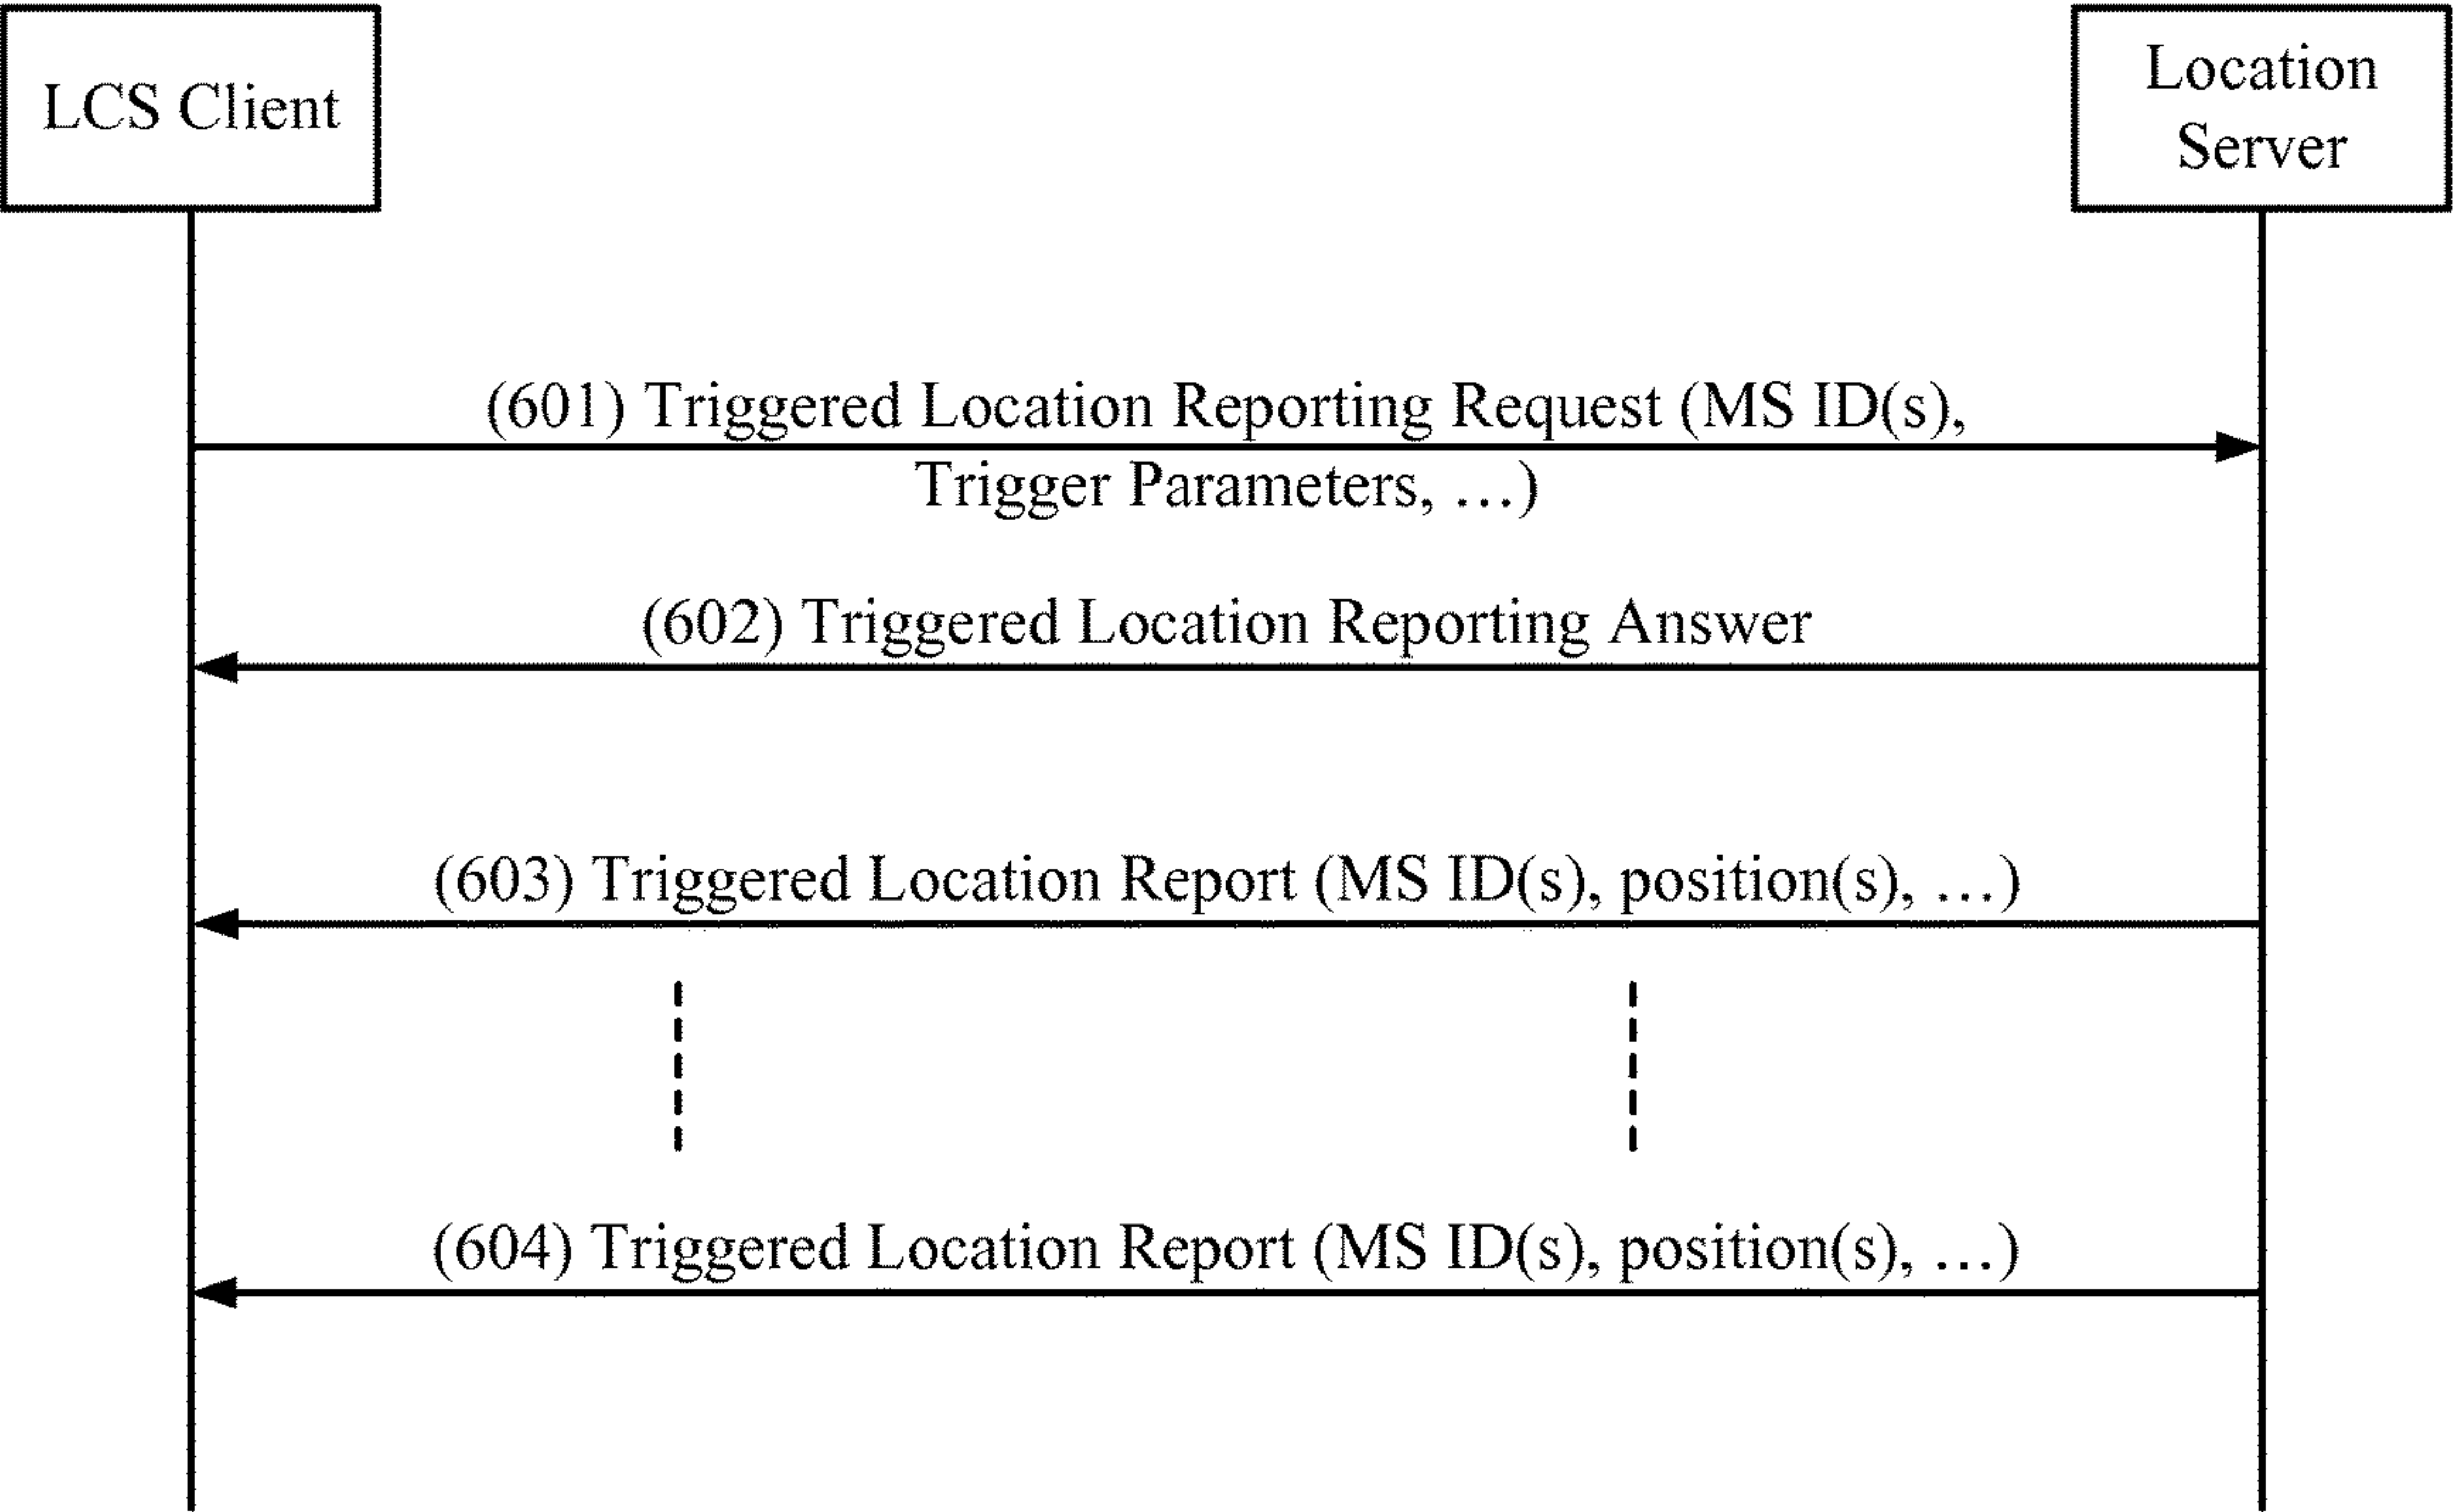 LCS Client
Location
Server
(601) Triggered Location Reporting Request (MS ID(s),
Trigger Parameters, …)
(602) Triggered Location Reporting Answer
(603) Triggered Location Report (MS ID(s), position(s), …)
(604) Triggered Location Report (MS ID(s), position(s), …)